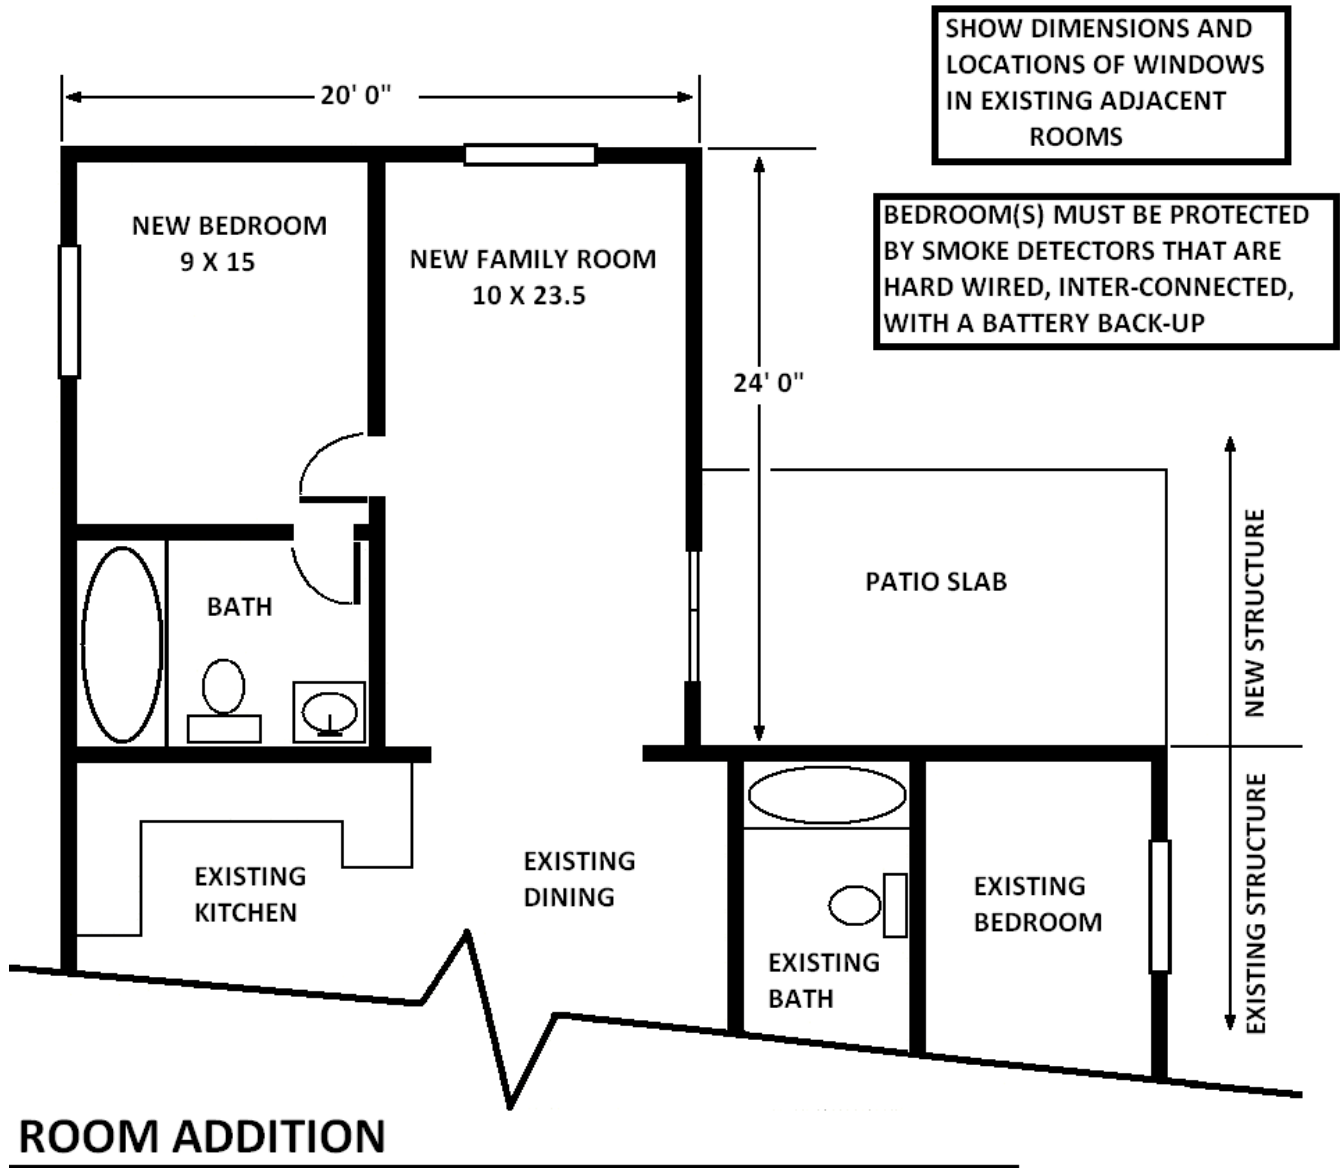 SHOW DIMENSIONS AND
LOCATIONS OF WINDOWS
IN EXISTING ADJACENT
ROOMS
20' 0"
BEDROOM(S) MUST BE PROTECTED
BY SMOKE DETECTORS THAT ARE
HARD WIRED, INTER-CONNECTED,
WITH A BATTERY BACK-UP
NEW BEDROOM
9 X 15
NEW FAMILY ROOM
10 X 23.5
24' 0"
PATIO SLAB
NEW STRUCTURE
BATH
EXISTING
KITCHEN
EXISTING
DINING
EXISTING
BATH
EXISTING
BEDROOM
EXISTING STRUCTURE
ROOM ADDITION